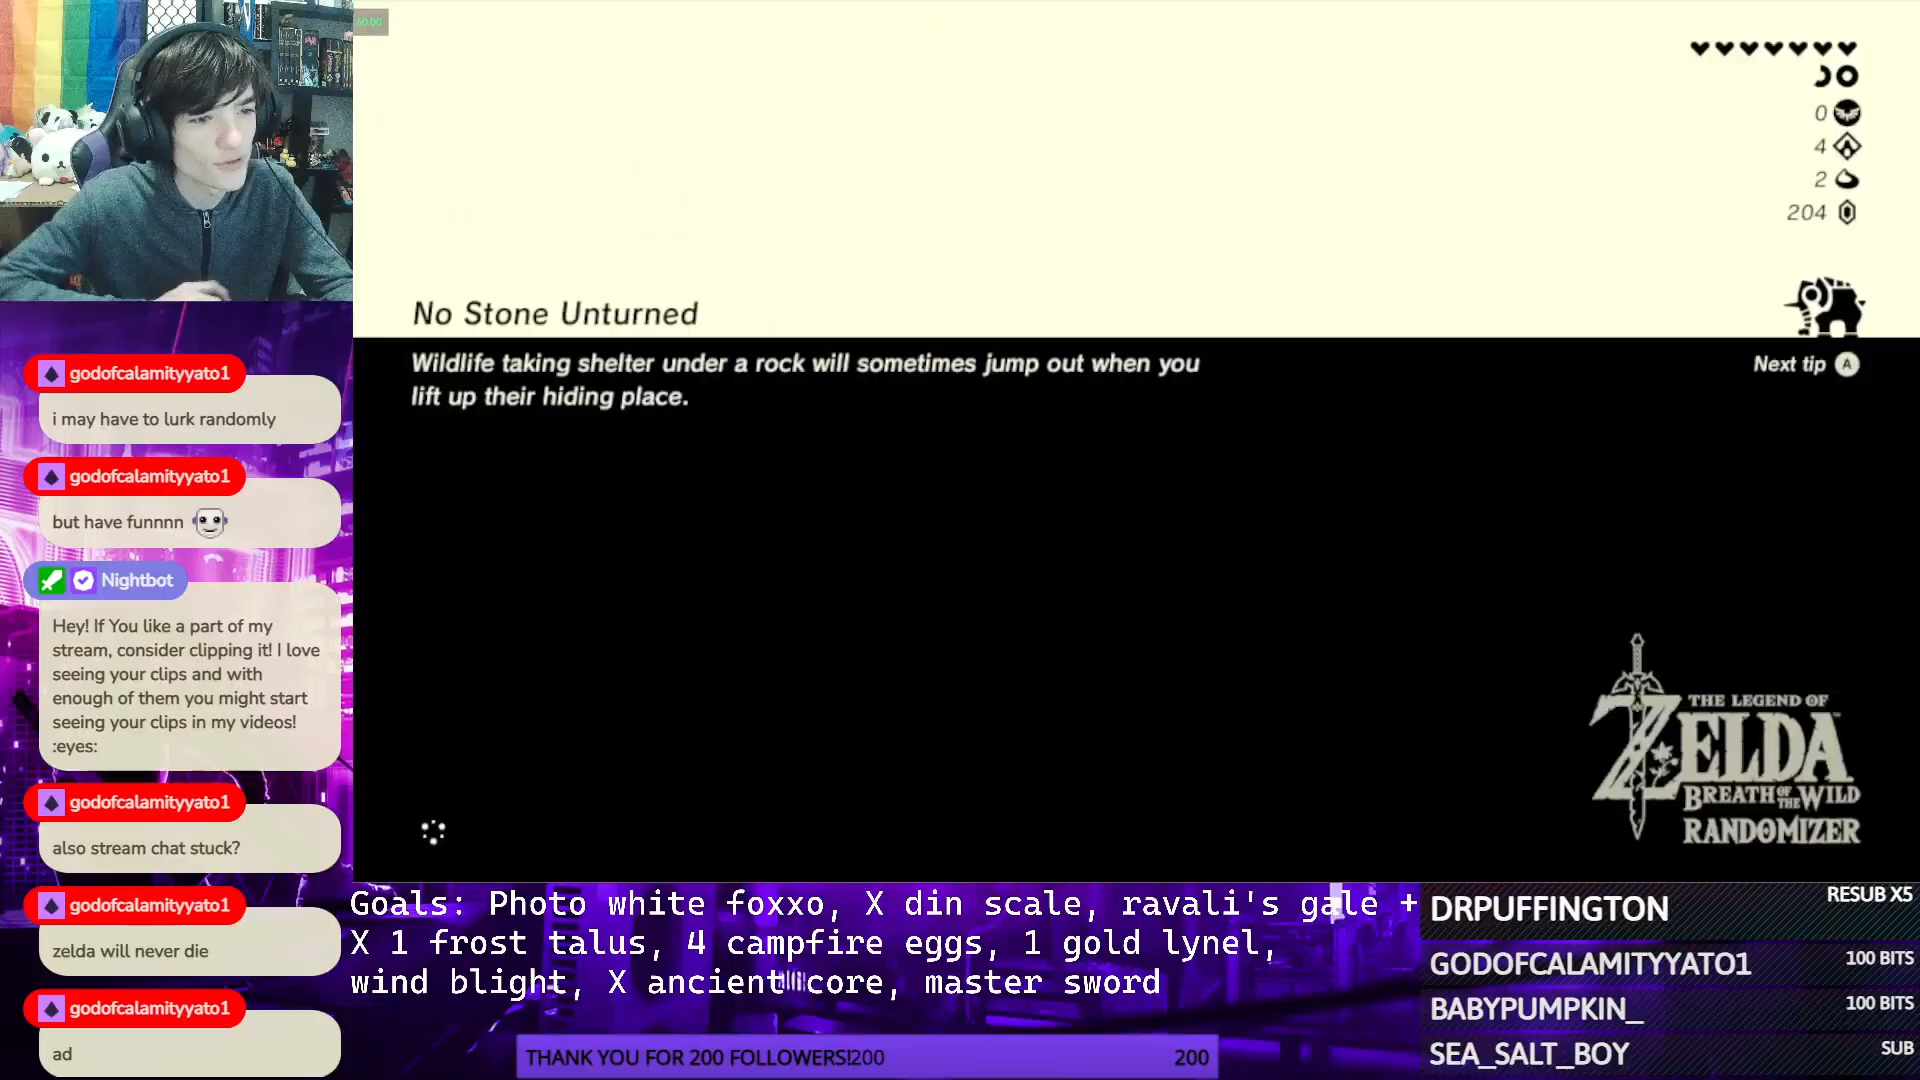 60.00
0
4
2
204
No Stone Unturned
Wildlife taking shelter under a rock will sometimes jump out when you
lift up their hiding place.
Next tip A
THE LEGEND OF
ZELDA
BREATH OF THE WILD
RANDOMIZER
godofcalamityyato1
i may have to lurk randomly
godofcalamityyato1
but have funnnn
Nightbot
Hey! If You like a part of my
stream, consider clipping it! I love
seeing your clips and with
enough of them you might start
seeing your clips in my videos!
:eyes:
godofcalamityyato1
also stream chat stuck?
godofcalamityyato1
zelda will never die
godofcalamityyato1
ad
Goals: Photo white foxxo, X din scale, ravali's gale +
X 1 frost talus, 4 campfire eggs, 1 gold lynel,
wind blight, X ancient core, master sword
THANK YOU FOR 200 FOLLOWERS!200 200
DRPUFFINGTON RESUB X5
GODOFCALAMITYYATO1 100 BITS
BABYPUMPKIN_ 100 BITS
SEA_SALT_BOY SUB